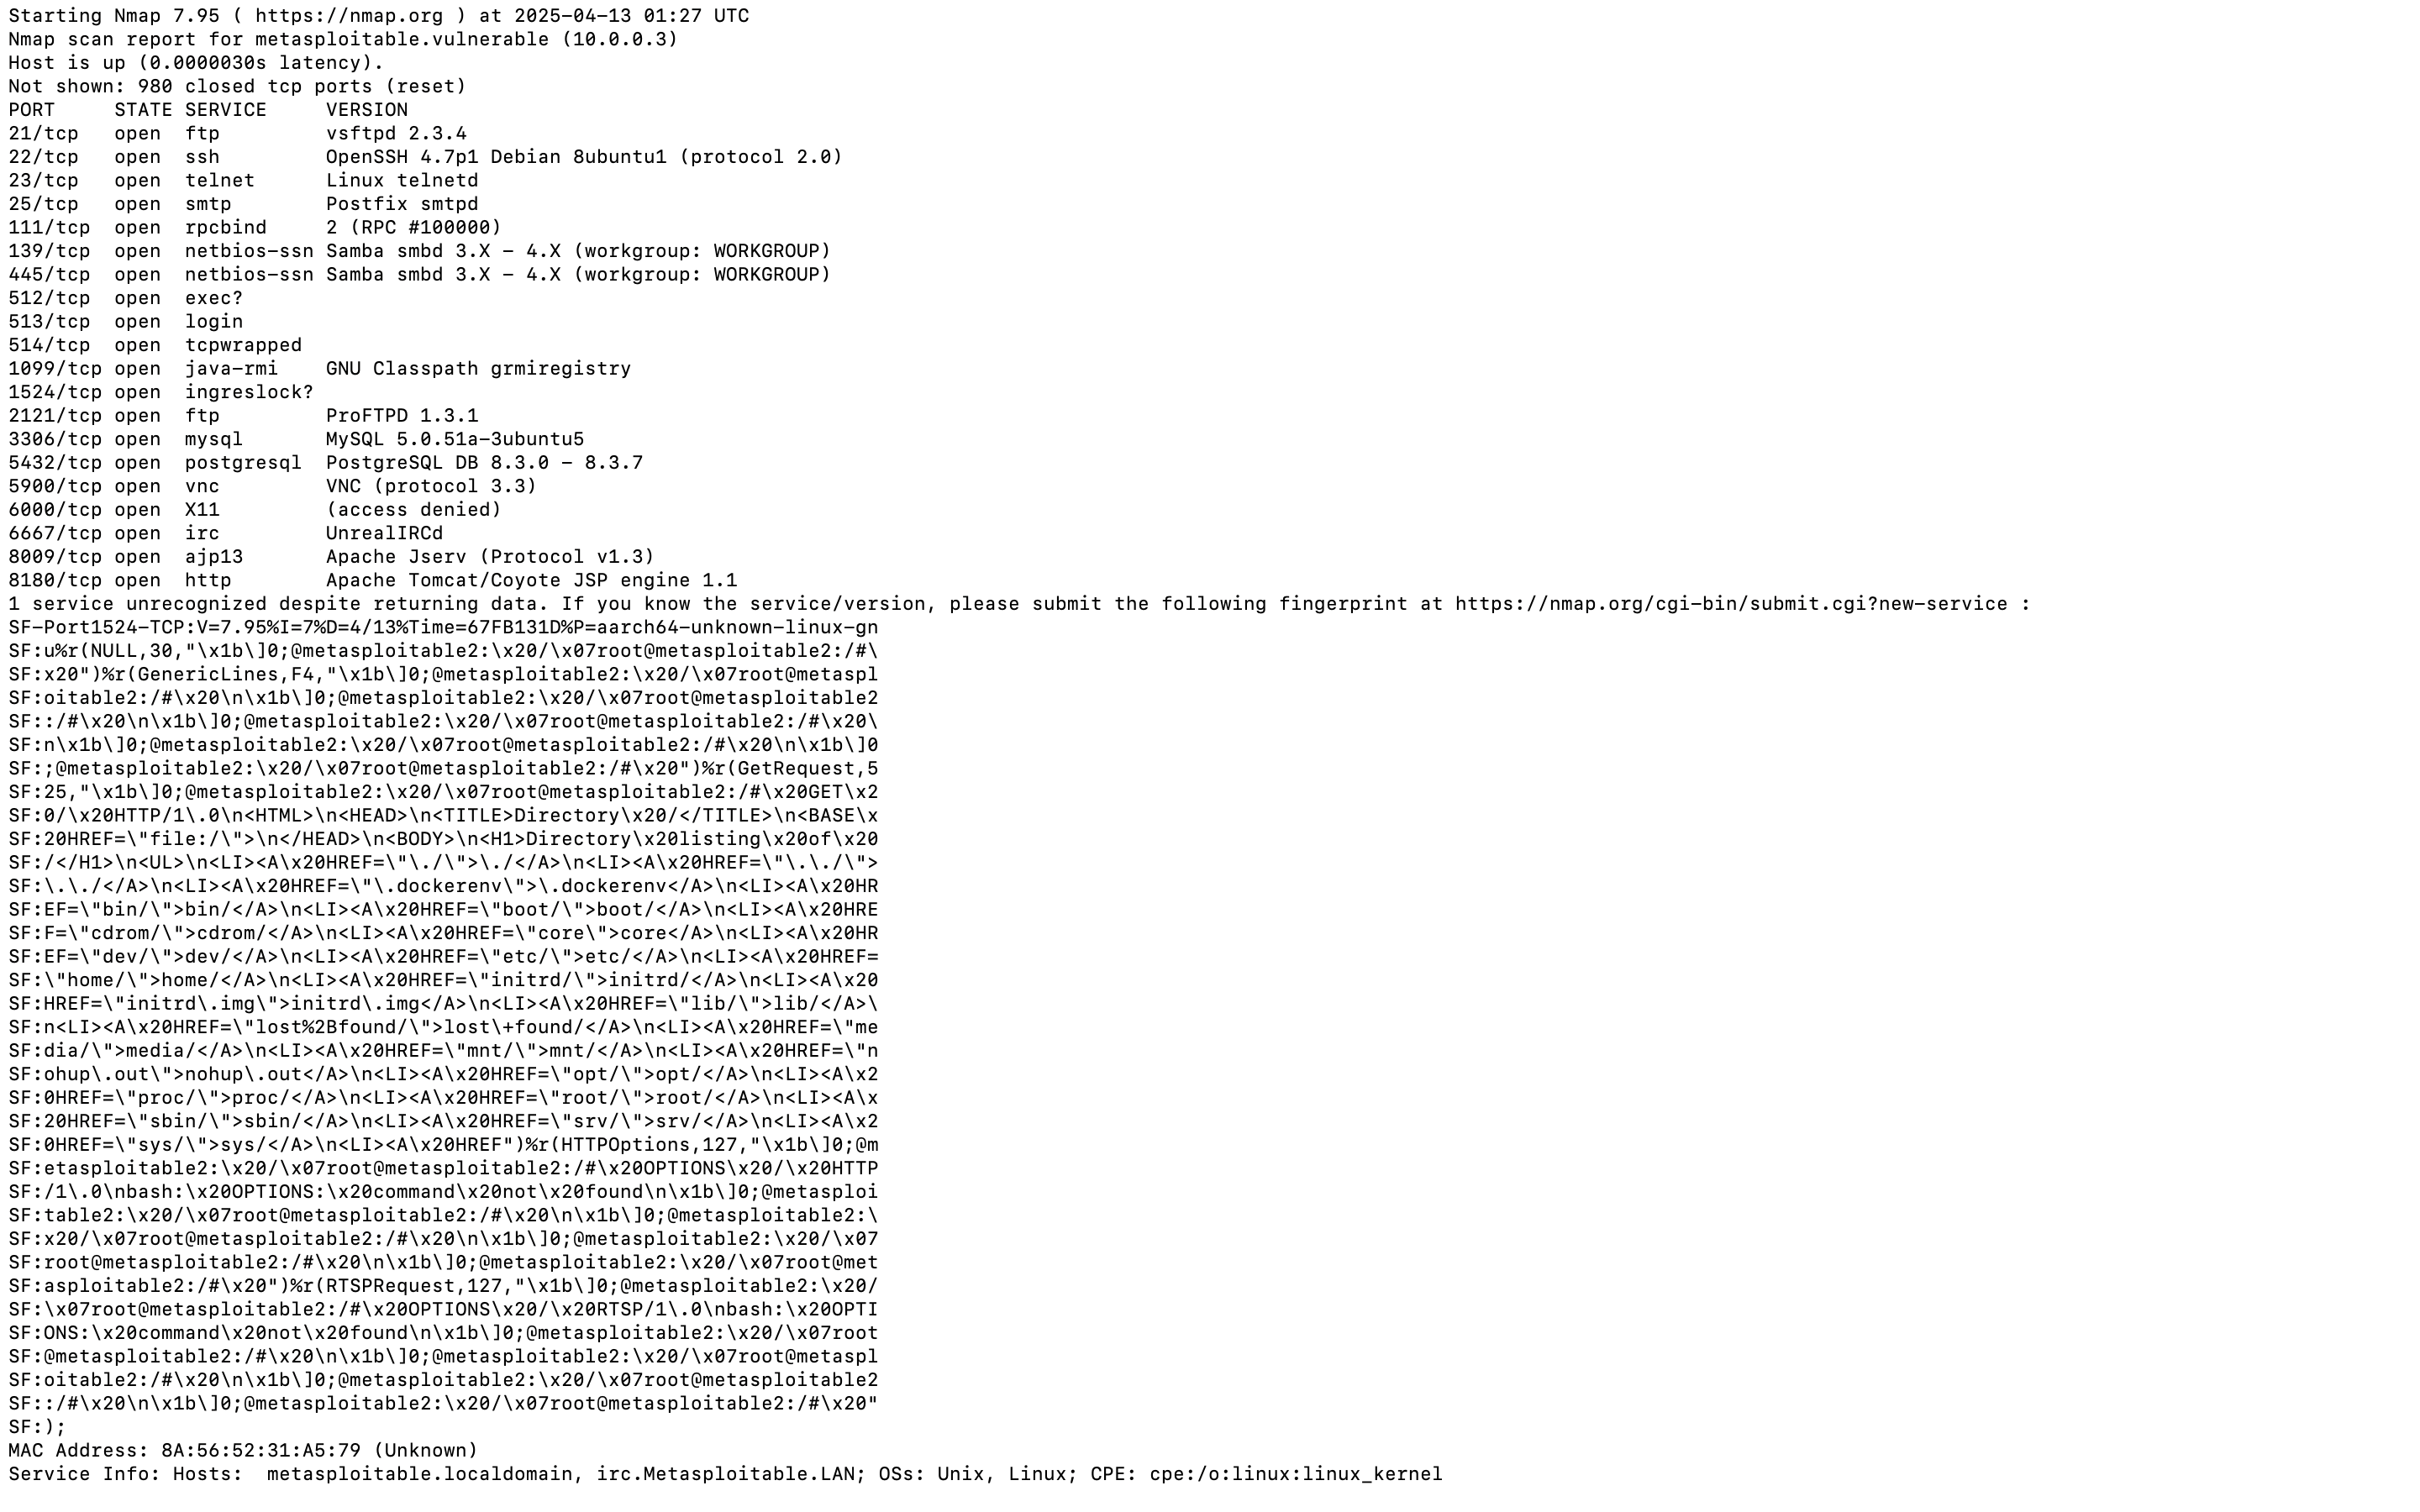 Starting Nmap 7.95 ( https://nmap.org ) at 2025-04-13 01:27 UTC
Nmap scan report for metasploitable.vulnerable (10.0.0.3)
Host is up (0.0000030s latency).
Not shown: 980 closed tcp ports (reset)
PORT     STATE SERVICE     VERSION
21/tcp   open  ftp         vsftpd 2.3.4
22/tcp   open  ssh         OpenSSH 4.7p1 Debian 8ubuntu1 (protocol 2.0)
23/tcp   open  telnet      Linux telnetd
25/tcp   open  smtp        Postfix smtpd
111/tcp  open  rpcbind     2 (RPC #100000)
139/tcp  open  netbios-ssn Samba smbd 3.X - 4.X (workgroup: WORKGROUP)
445/tcp  open  netbios-ssn Samba smbd 3.X - 4.X (workgroup: WORKGROUP)
512/tcp  open  exec?
513/tcp  open  login
514/tcp  open  tcpwrapped
1099/tcp open  java-rmi    GNU Classpath grmiregistry
1524/tcp open  ingreslock?
2121/tcp open  ftp         ProFTPD 1.3.1
3306/tcp open  mysql       MySQL 5.0.51a-3ubuntu5
5432/tcp open  postgresql  PostgreSQL DB 8.3.0 - 8.3.7
5900/tcp open  vnc         VNC (protocol 3.3)
6000/tcp open  X11         (access denied)
6667/tcp open  irc         UnrealIRCd
8009/tcp open  ajp13       Apache Jserv (Protocol v1.3)
8180/tcp open  http        Apache Tomcat/Coyote JSP engine 1.1
1 service unrecognized despite returning data. If you know the service/version, please submit the following fingerprint at https://nmap.org/cgi-bin/submit.cgi?new-service :
SF-Port1524-TCP:V=7.95%I=7%D=4/13%Time=67FB131D%P=aarch64-unknown-linux-gn
SF:u%r(NULL,30,"\x1b\]0;@metasploitable2:\x20/\x07root@metasploitable2:/#\
SF:x20")%r(GenericLines,F4,"\x1b\]0;@metasploitable2:\x20/\x07root@metaspl
SF:oitable2:/#\x20\n\x1b\]0;@metasploitable2:\x20/\x07root@metasploitable2
SF::/#\x20\n\x1b\]0;@metasploitable2:\x20/\x07root@metasploitable2:/#\x20\
SF:n\x1b\]0;@metasploitable2:\x20/\x07root@metasploitable2:/#\x20\n\x1b\]0
SF:;@metasploitable2:\x20/\x07root@metasploitable2:/#\x20")%r(GetRequest,5
SF:25,"\x1b\]0;@metasploitable2:\x20/\x07root@metasploitable2:/#\x20GET\x2
SF:0/\x20HTTP/1\.0\n<HTML>\n<HEAD>\n<TITLE>Directory\x20/</TITLE>\n<BASE\x
SF:20HREF=\"file:/\">\n</HEAD>\n<BODY>\n<H1>Directory\x20listing\x20of\x20
SF:/</H1>\n<UL>\n<LI><A\x20HREF=\"\./\">\./</A>\n<LI><A\x20HREF=\"\.\./\">
SF:\.\./</A>\n<LI><A\x20HREF=\"\.dockerenv\">\.dockerenv</A>\n<LI><A\x20HR
SF:EF=\"bin/\">bin/</A>\n<LI><A\x20HREF=\"boot/\">boot/</A>\n<LI><A\x20HRE
SF:F=\"cdrom/\">cdrom/</A>\n<LI><A\x20HREF=\"core\">core</A>\n<LI><A\x20HR
SF:EF=\"dev/\">dev/</A>\n<LI><A\x20HREF=\"etc/\">etc/</A>\n<LI><A\x20HREF=
SF:\"home/\">home/</A>\n<LI><A\x20HREF=\"initrd/\">initrd/</A>\n<LI><A\x20
SF:HREF=\"initrd\.img\">initrd\.img</A>\n<LI><A\x20HREF=\"lib/\">lib/</A>\
SF:n<LI><A\x20HREF=\"lost%2Bfound/\">lost\+found/</A>\n<LI><A\x20HREF=\"me
SF:dia/\">media/</A>\n<LI><A\x20HREF=\"mnt/\">mnt/</A>\n<LI><A\x20HREF=\"n
SF:ohup\.out\">nohup\.out</A>\n<LI><A\x20HREF=\"opt/\">opt/</A>\n<LI><A\x2
SF:0HREF=\"proc/\">proc/</A>\n<LI><A\x20HREF=\"root/\">root/</A>\n<LI><A\x
SF:20HREF=\"sbin/\">sbin/</A>\n<LI><A\x20HREF=\"srv/\">srv/</A>\n<LI><A\x2
SF:0HREF=\"sys/\">sys/</A>\n<LI><A\x20HREF")%r(HTTPOptions,127,"\x1b\]0;@m
SF:etasploitable2:\x20/\x07root@metasploitable2:/#\x20OPTIONS\x20/\x20HTTP
SF:/1\.0\nbash:\x20OPTIONS:\x20command\x20not\x20found\n\x1b\]0;@metasploi
SF:table2:\x20/\x07root@metasploitable2:/#\x20\n\x1b\]0;@metasploitable2:\
SF:x20/\x07root@metasploitable2:/#\x20\n\x1b\]0;@metasploitable2:\x20/\x07
SF:root@metasploitable2:/#\x20\n\x1b\]0;@metasploitable2:\x20/\x07root@met
SF:asploitable2:/#\x20")%r(RTSPRequest,127,"\x1b\]0;@metasploitable2:\x20/
SF:\x07root@metasploitable2:/#\x20OPTIONS\x20/\x20RTSP/1\.0\nbash:\x20OPTI
SF:ONS:\x20command\x20not\x20found\n\x1b\]0;@metasploitable2:\x20/\x07root
SF:@metasploitable2:/#\x20\n\x1b\]0;@metasploitable2:\x20/\x07root@metaspl
SF:oitable2:/#\x20\n\x1b\]0;@metasploitable2:\x20/\x07root@metasploitable2
SF::/#\x20\n\x1b\]0;@metasploitable2:\x20/\x07root@metasploitable2:/#\x20"
SF:);
MAC Address: 8A:56:52:31:A5:79 (Unknown)
Service Info: Hosts:  metasploitable.localdomain, irc.Metasploitable.LAN; OSs: Unix, Linux; CPE: cpe:/o:linux:linux_kernel